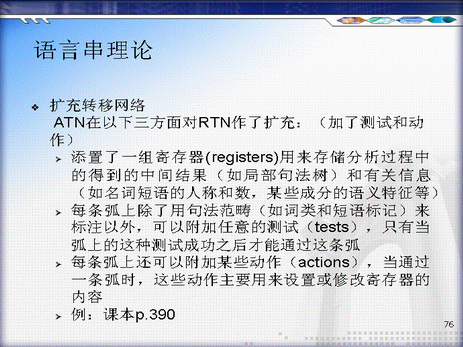 语言串理论
扩充转移网络
ATN在以下三方面对RTN作了扩充：（加了测试和动
作）
添置了一组寄存器(registers)用来存储分析过程中
的得到的中间结果（如局部句法树）和有关信息
（如名词短语的人称和数，某些成分的语义特征等）
每条弧上除了用句法范畴（如词类和短语标记）来
标注以外，可以附加任意的测试（tests），只有当
弧上的这种测试成功之后才能通过这条弧
每条弧上还可以附加某些动作（actions），当通过
一条弧时，这些动作主要用来设置或修改寄存器的
内容
例：课本p.390
76